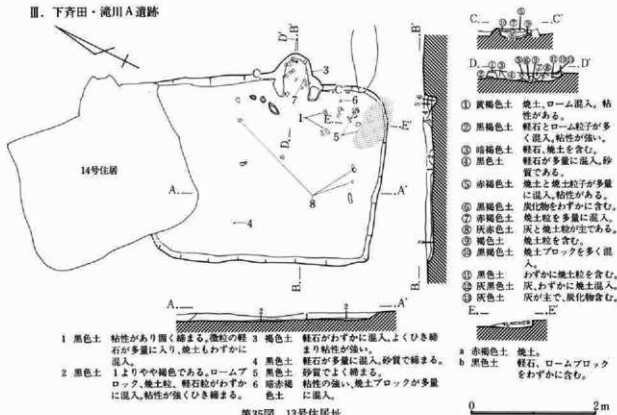 III. 下斉田・滝川A遺跡
14号住居
A
A'
B
B'
C
C'
D
D'
E
E'
1
3
4
5
6
7
8
① 黄褐色土 焼土、ローム混入。粘性がある。
② 黒褐色土 軽石とローム粒子が多く混入、粘性が強い。
③ 暗褐色土 軽石、焼土を含む。
④ 黒色土 軽石が多量に混入、砂質である。
⑤ 赤褐色土 焼土と焼土粒子が多量に混入、粘性がある。
⑥ 黒褐色土 炭化物をわずかに含む。
⑦ 赤褐色土 焼土粒を多量に混入。
⑧ 灰赤色土 灰と焼土粒が主である。
⑨ 褐色土 焼土粒を含む。
⑩ 黒褐色土 焼土ブロックを多く混入。
⑪ 黒色土 わずかに焼土粒を含む。
⑫ 灰黒色土 灰、わずかに焼土混入。
⑬ 灰色土 灰が主で、炭化物含む。
E
E'
a 赤褐色土 焼土。
b 黒色土 軽石、ロームブロックをわずかに含む。
A
A'
2
2
1 黒色土 粘性があり固く締まる。微粒の軽石が多量に入り、焼土もわずかに混入。
2 黒色土 1よりやや褐色である。ロームブロック、焼土粒、軽石粒がわずかに混入、粘性が強くひき締まる。
3 褐色土 軽石がわずかに混入、よくひき締まり粘性が強い。
4 黒色土 軽石が多量に混入、砂質で締まる。
5 黒色土 砂質でよく締まる。
6 暗赤褐色土 粘性の強い、焼土ブロックが多量に混入。
第35図 13号住居址
0
2m